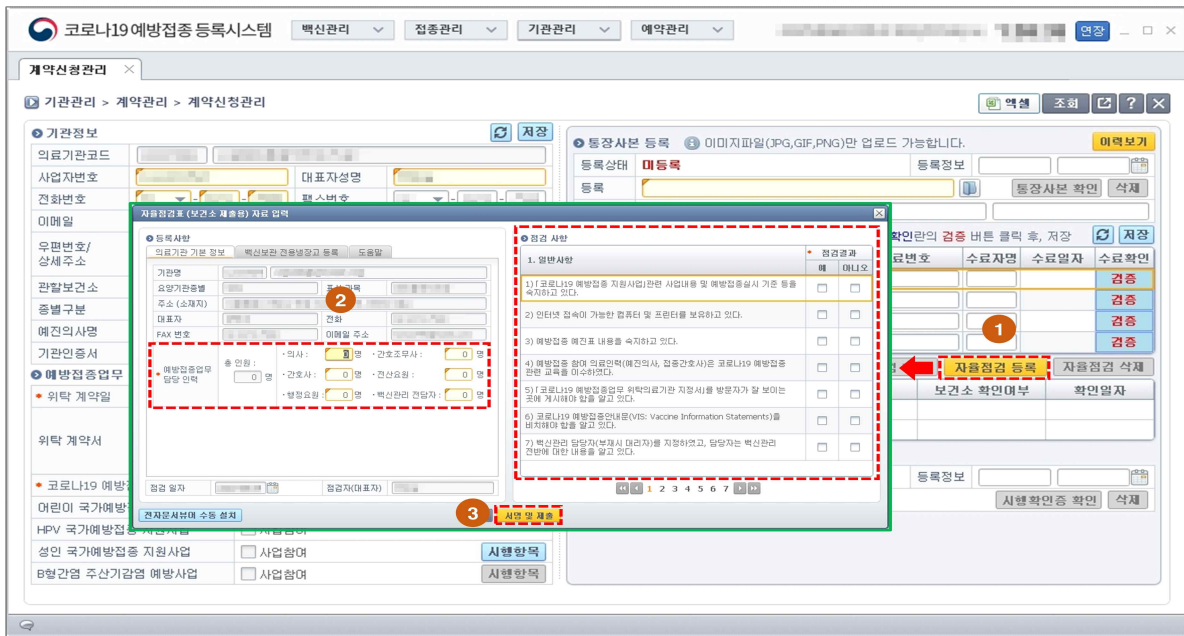 코로나19 예방접종 등록시스템 백신관리 접종관리 기관관리 예약관리 연장
계약신청관리
기관관리 > 계약관리 > 계약신청관리 엑셀 조회 ?
기관정보 저장
의료기관코드
사업자번호 대표자성명
전화번호 팩스번호
이메일
우편번호/
상세주소
관할보건소
종별구분
예진의사명
기관인증서
예방접종업무
위탁 계약일
위탁 계약서
코로나19 예방
어린이 국가예방
HPV 국가예방접종
성인 국가예방접종 지원사업 사업참여 시행항목
B형간염 주산기감염 예방사업 사업참여 시행항목
통장사본 등록 이미지파일(JPG,GIF,PNG)만 업로드 가능합니다. 이력보기
등록상태 미등록 등록정보
등록 통장사본 확인 삭제
확인란의 검증 버튼 클릭 후, 저장 저장
료번호 수료자명 수료일자 수료확인
검증
검증
검증
검증
1
자율점검 등록 자율점검 삭제
보건소 확인여부 확인일자
등록정보
시행확인증 확인 삭제
자율점검표 (보건소 제출용) 자료 입력
등록사항
의료기관 기본 정보 백신보관 전용냉장고 등록 도움말
기관명
요양기관종별
주소 (소재지)
2
대표자 전화
FAX 번호 이메일 주소
예방접종업무
담당 인력
총 인원 : 0 명
·의사 : 0 명 ·간호조무사 : 0 명
·간호사 : 0 명 ·전산요원 : 0 명
·행정요원 : 0 명 ·백신관리 전담자 : 0 명
점검 일자 점검자(대표자)
전자문서뷰어 수동 설치 3 서명 및 제출
점검 사항
1. 일반사항 점검결과
예 아니오
1)「코로나19 예방접종 지원사업」관련 사업내용 및 예방접종실시 기준 등을
숙지하고 있다.
2) 인터넷 접속이 가능한 컴퓨터 및 프린터를 보유하고 있다.
3) 예방접종 예진표 내용을 숙지하고 있다.
4) 예방접종 참여 의료인력(예진의사, 접종간호사)은 코로나19 예방접종
관련 교육을 이수하였다.
5)「코로나19 예방접종업무 위탁의료기관 지정서」를 방문자가 잘 보이는
곳에 게시해야 함을 알고 있다.
6) 코로나19 예방접종안내문(VIS: Vaccine Information Statements)을
비치해야 함을 알고 있다.
7) 백신관리 담당자(부재시 대리자)를 지정하였고, 담당자는 백신관리
전반에 대한 내용을 알고 있다.
1 2 3 4 5 6 7